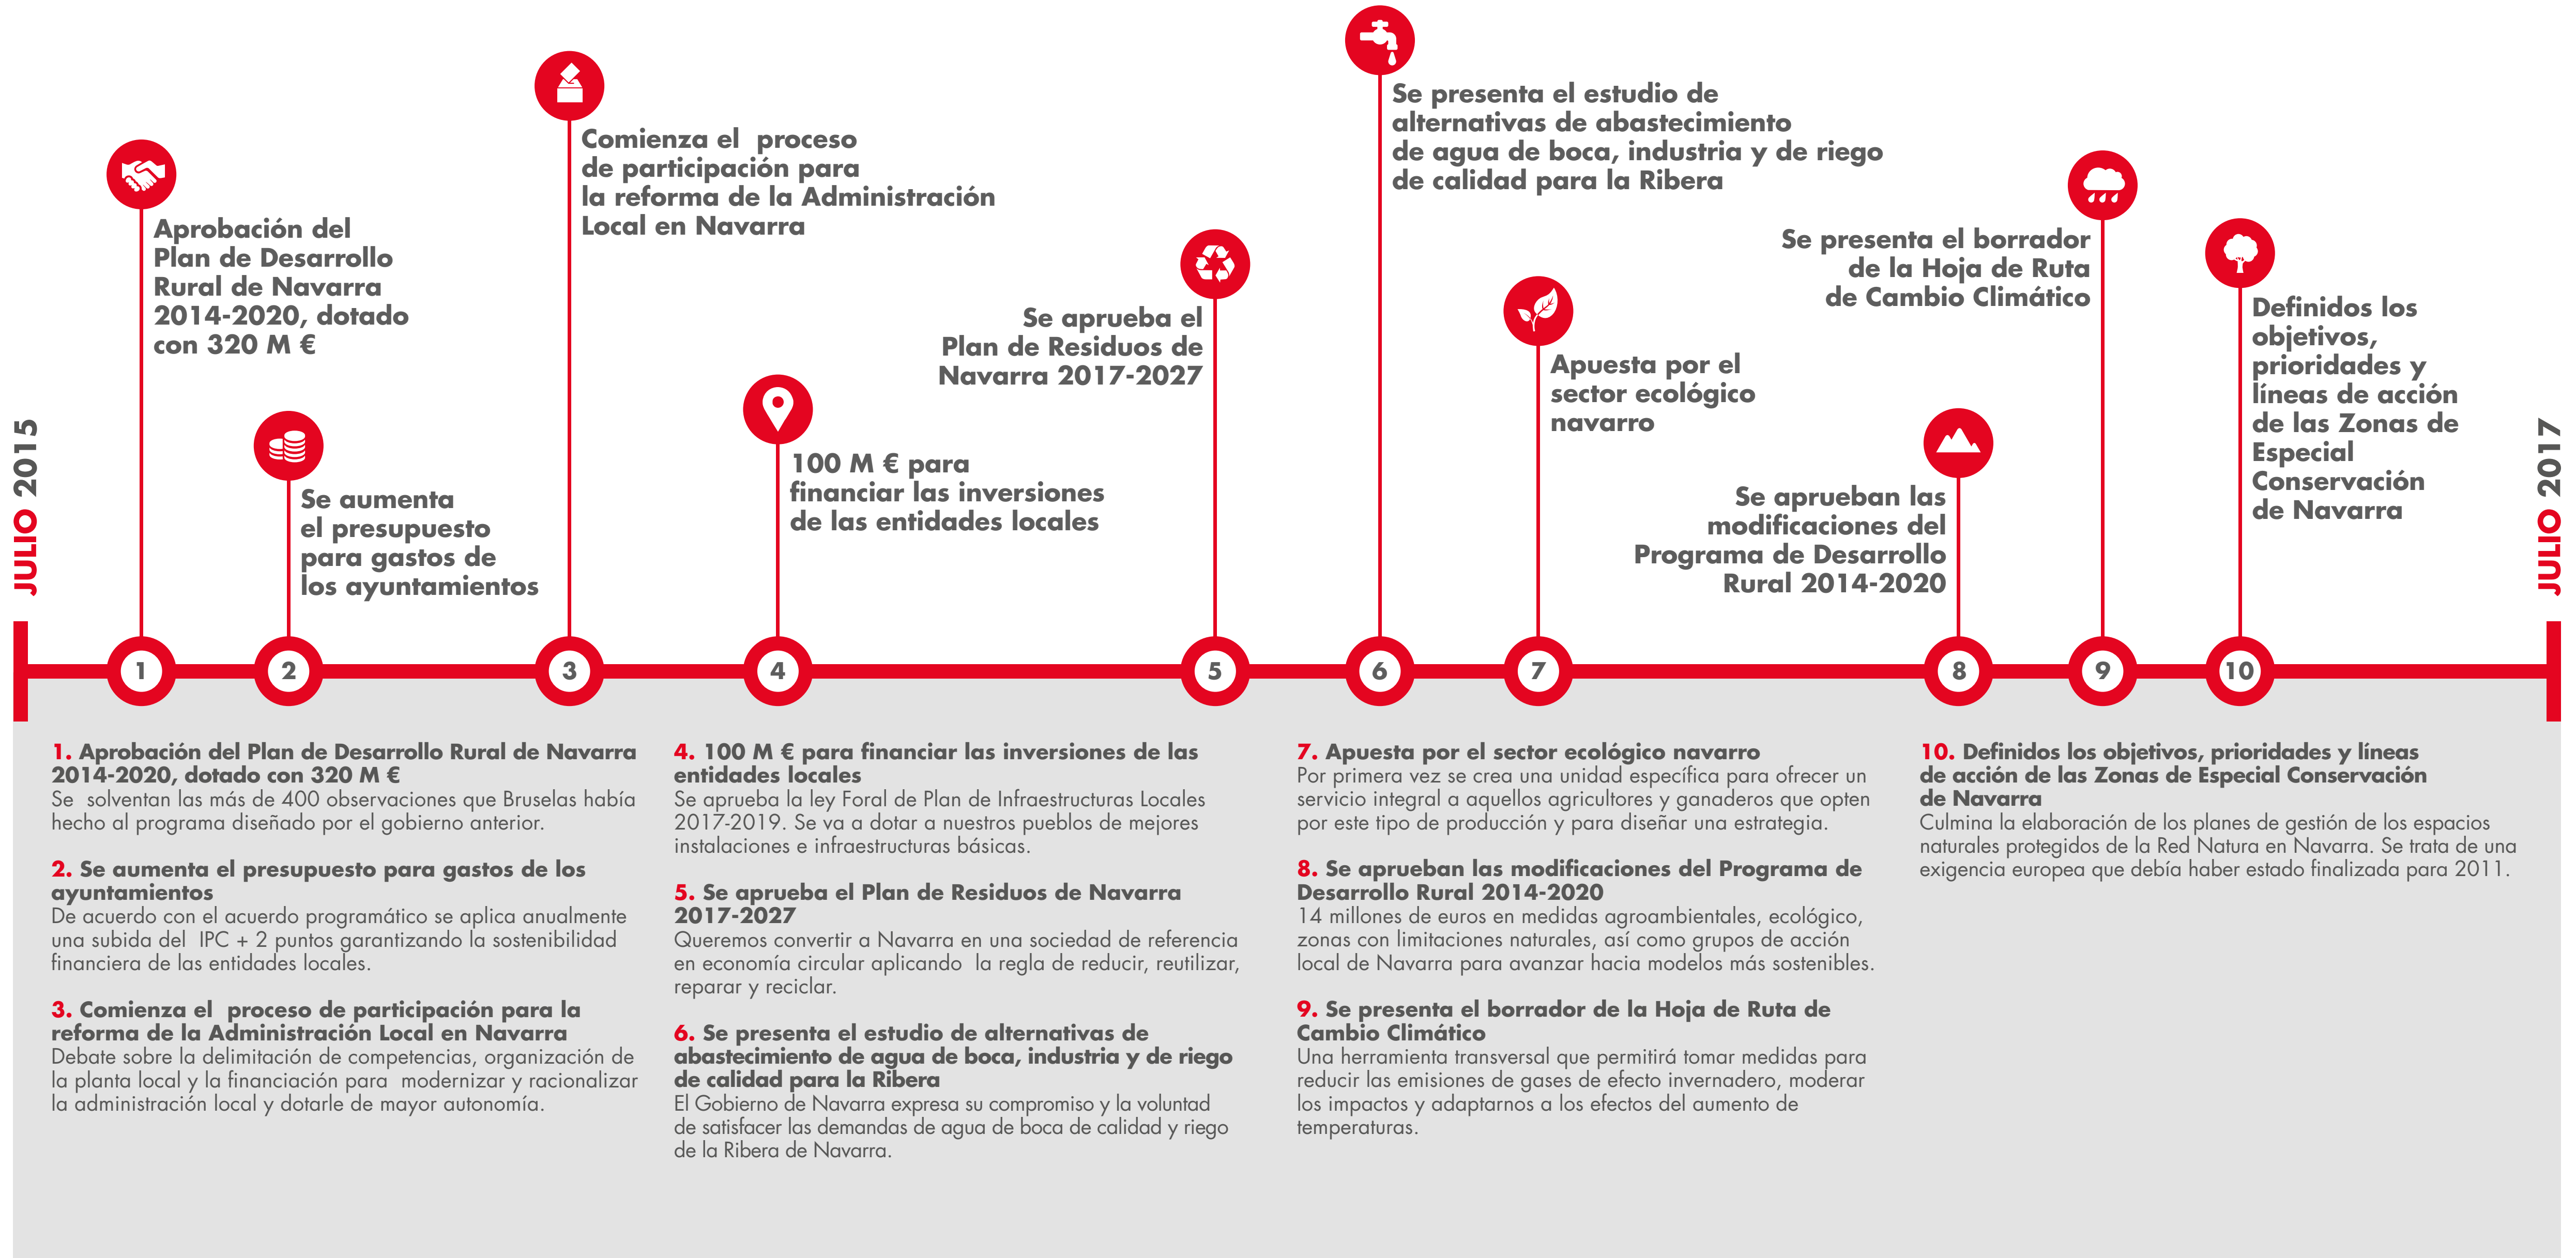 JULIO 2015
Aprobación del
Plan de Desarrollo
Rural de Navarra
2014-2020, dotado
con 320 M €
Se aumenta
el presupuesto
para gastos de
los ayuntamientos
Comienza el  proceso
de participación para
la reforma de la Administración
Local en Navarra
100 M € para
financiar las inversiones
de las entidades locales
Se aprueba el
Plan de Residuos de
Navarra 2017-2027
Se presenta el estudio de
alternativas de abastecimiento
de agua de boca, industria y de riego
de calidad para la Ribera
Apuesta por el
sector ecológico
navarro
Se aprueban las
modificaciones del
Programa de Desarrollo
Rural 2014-2020
Se presenta el borrador
de la Hoja de Ruta
de Cambio Climático
Definidos los
objetivos,
prioridades y
líneas de acción
de las Zonas de
Especial
Conservación
de Navarra
JULIO 2017
1 2 3 4 5 6 7 8 9 10
1. Aprobación del Plan de Desarrollo Rural de Navarra
2014-2020, dotado con 320 M €
Se  solventan las más de 400 observaciones que Bruselas había
hecho al programa diseñado por el gobierno anterior.
2. Se aumenta el presupuesto para gastos de los
ayuntamientos
De acuerdo con el acuerdo programático se aplica anualmente
una subida del  IPC + 2 puntos garantizando la sostenibilidad
financiera de las entidades locales.
3. Comienza el  proceso de participación para la
reforma de la Administración Local en Navarra
Debate sobre la delimitación de competencias, organización de
la planta local y la financiación para  modernizar y racionalizar
la administración local y dotarle de mayor autonomía.
4. 100 M € para financiar las inversiones de las
entidades locales
Se aprueba la ley Foral de Plan de Infraestructuras Locales
2017-2019. Se va a dotar a nuestros pueblos de mejores
instalaciones e infraestructuras básicas.
5. Se aprueba el Plan de Residuos de Navarra
2017-2027
Queremos convertir a Navarra en una sociedad de referencia
en economía circular aplicando  la regla de reducir, reutilizar,
reparar y reciclar.
6. Se presenta el estudio de alternativas de
abastecimiento de agua de boca, industria y de riego
de calidad para la Ribera
El Gobierno de Navarra expresa su compromiso y la voluntad
de satisfacer las demandas de agua de boca de calidad y riego
de la Ribera de Navarra.
7. Apuesta por el sector ecológico navarro
Por primera vez se crea una unidad específica para ofrecer un
servicio integral a aquellos agricultores y ganaderos que opten
por este tipo de producción y para diseñar una estrategia.
8. Se aprueban las modificaciones del Programa de
Desarrollo Rural 2014-2020
14 millones de euros en medidas agroambientales, ecológico,
zonas con limitaciones naturales, así como grupos de acción
local de Navarra para avanzar hacia modelos más sostenibles.
9. Se presenta el borrador de la Hoja de Ruta de
Cambio Climático
Una herramienta transversal que permitirá tomar medidas para
reducir las emisiones de gases de efecto invernadero, moderar
los impactos y adaptarnos a los efectos del aumento de
temperaturas.
10. Definidos los objetivos, prioridades y líneas
de acción de las Zonas de Especial Conservación
de Navarra
Culmina la elaboración de los planes de gestión de los espacios
naturales protegidos de la Red Natura en Navarra. Se trata de una
exigencia europea que debía haber estado finalizada para 2011.